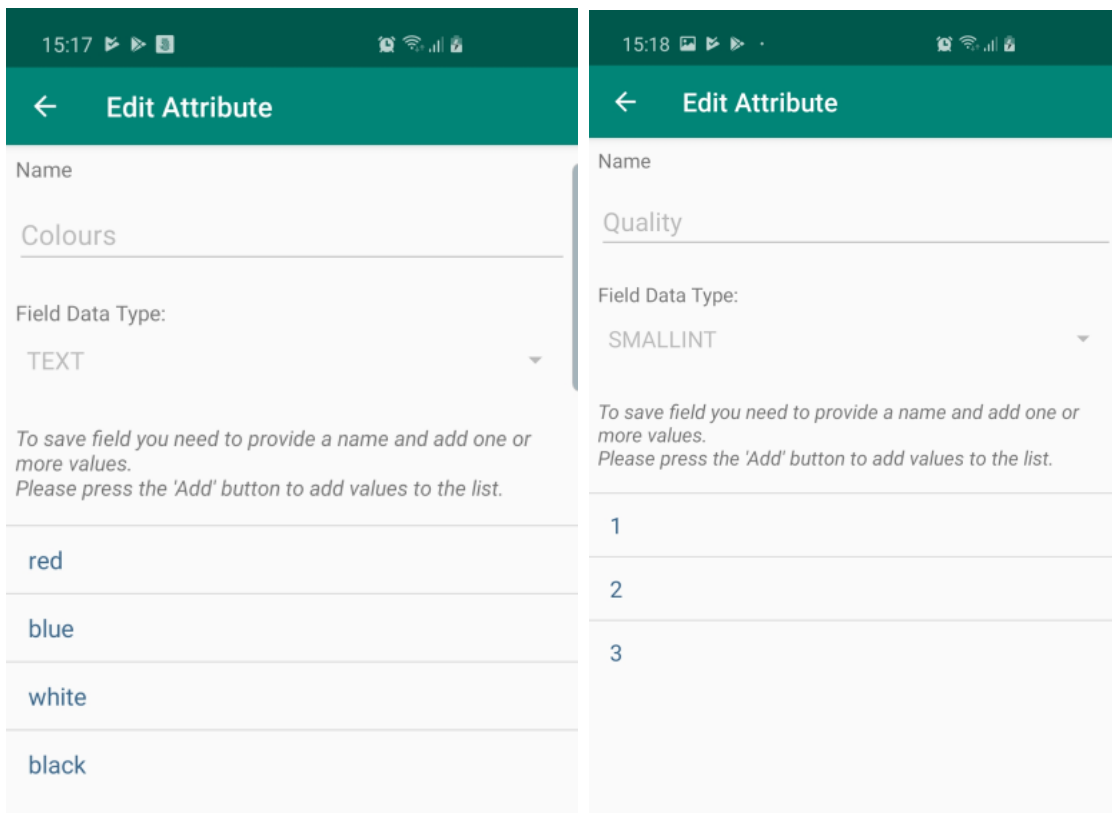 15:17
Edit Attribute
Name
Colours
Field Data Type:
TEXT
To save field you need to provide a name and add one or
more values.
Please press the 'Add' button to add values to the list.
red
blue
white
black
15:18
Edit Attribute
Name
Quality
Field Data Type:
SMALLINT
To save field you need to provide a name and add one or
more values.
Please press the 'Add' button to add values to the list.
1
2
3